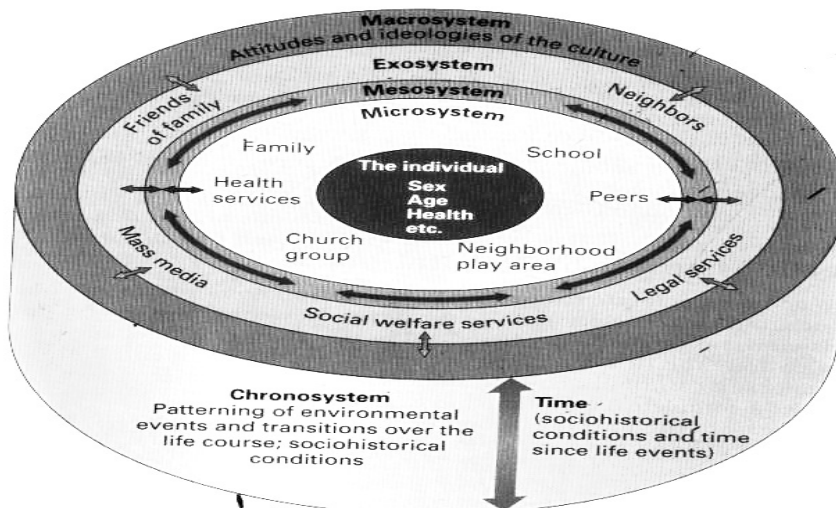 Macrosystem
Attitudes and ideologies of the culture
Exosystem
Mesosystem
Microsystem
Friends
of family
Neighbors
Family
School
The individual
Sex
Age
Health
etc.
Health
services
Peers
Church
group
Neighborhood
play area
Mass media
Legal services
Social welfare services
Chronosystem
Patterning of environmental
events and transitions over the
life course; sociohistorical
conditions
Time
(sociohistorical
conditions and time
since life events)